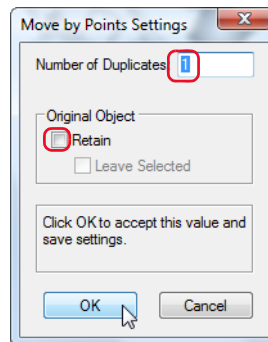 Move by Points Settings
Number of Duplicates: 1
Original Object
Retain
Leave Selected
Click OK to accept this value and
save settings.
OK
Cancel